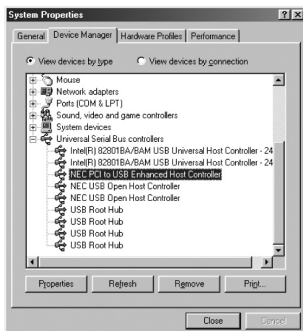 System Properties
General Device Manager Hardware Profiles Performance
View devices by type View devices by connection
Mouse
Network adapters
Ports (COM & LPT)
Sound, video and game controllers
System devices
Universal Serial Bus controllers
Intel(R) 82801BA/BAM USB Universal Host Controller - 24
Intel(R) 82801BA/BAM USB Universal Host Controller - 24
NEC PCI to USB Enhanced Host Controller
NEC USB Open Host Controller
NEC USB Open Host Controller
USB Root Hub
USB Root Hub
USB Root Hub
USB Root Hub
Properties Refresh Remove Print...
Close Cancel